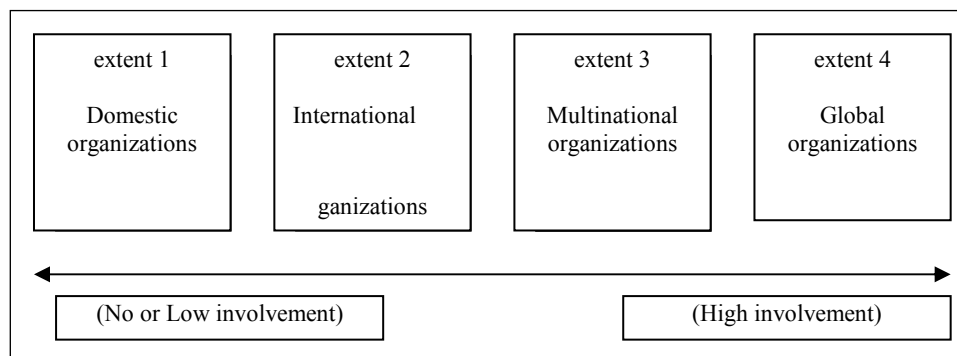 extent 1
Domestic
organizations
extent 2
International
ganizations
extent 3
Multinational
organizations
extent 4
Global
organizations
(No or Low involvement)
(High involvement)